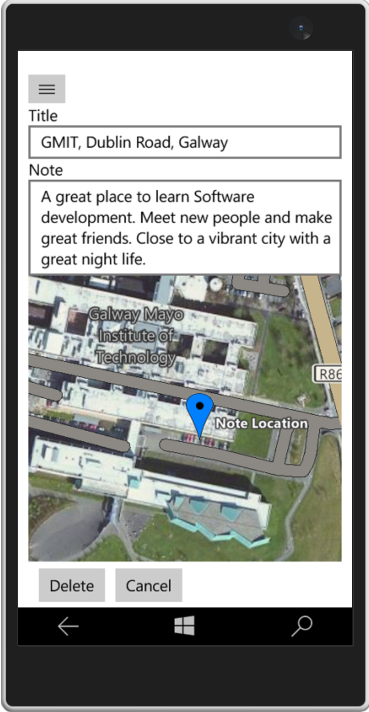 Title
GMIT, Dublin Road, Galway
Note
A great place to learn Software
development. Meet new people and make
great friends. Close to a vibrant city with a
great night life.
Galway Mayo
Institute of
Technology
R86
Note Location
Delete
Cancel